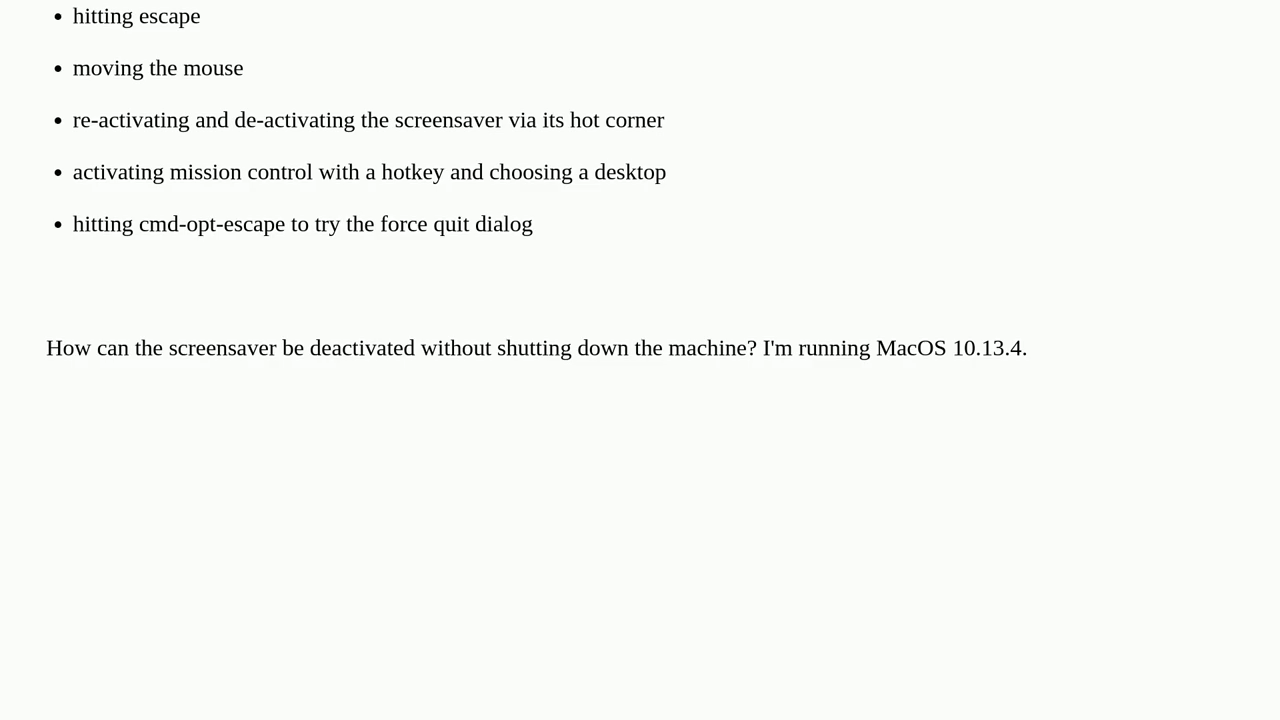 • hitting escape
• moving the mouse
• re-activating and de-activating the screensaver via its hot corner
• activating mission control with a hotkey and choosing a desktop
• hitting cmd-opt-escape to try the force quit dialog
How can the screensaver be deactivated without shutting down the machine? I'm running MacOS 10.13.4.